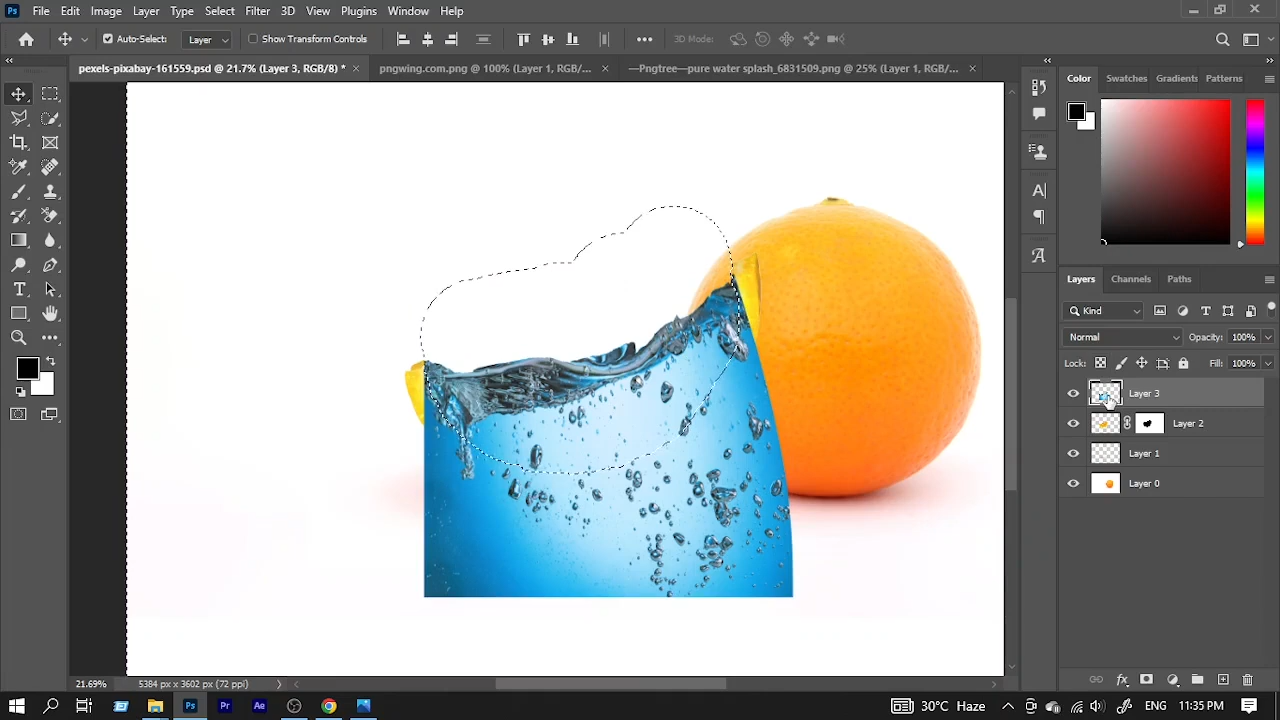 Ps File Edit Image Layer Type Select Filter 3D View Plugins Window Help
Auto-Select: Layer Show Transform Controls 3D Mode:
pexels-pixabay-161559.psd @ 21.7% (Layer 3, RGB/8) * pngwing.com.png @ 100% (Layer 1, RGB/... —Pngtree—pure water splash_6831509.png @ 25% (Layer 1, RGB/...
Color Swatches Gradients Patterns
Layers Channels Paths
Kind
Normal Opacity: 100%
Lock: Fill: 100%
Layer 3
Layer 2
Layer 1
Layer 0
21.69% 5384 px x 3602 px (72 ppi)
Ps Pr Ae 30°C Haze ENG 11:35 PM